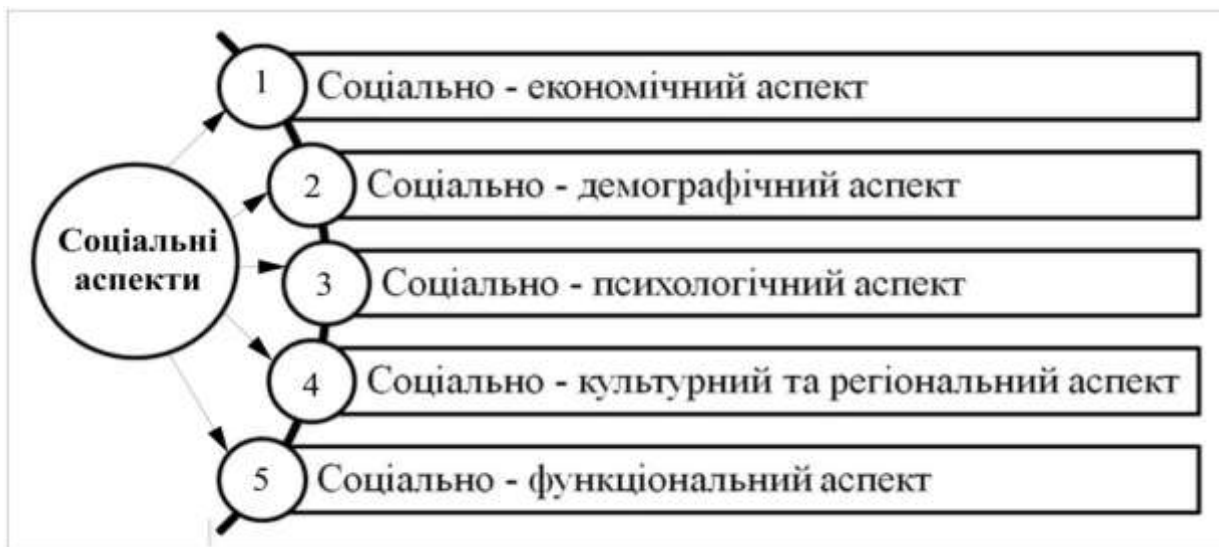 Соціальні
аспекти
1 Соціально - економічний аспект
2 Соціально - демографічний аспект
3 Соціально - психологічний аспект
4 Соціально - культурний та регіональний аспект
5 Соціально - функціональний аспект